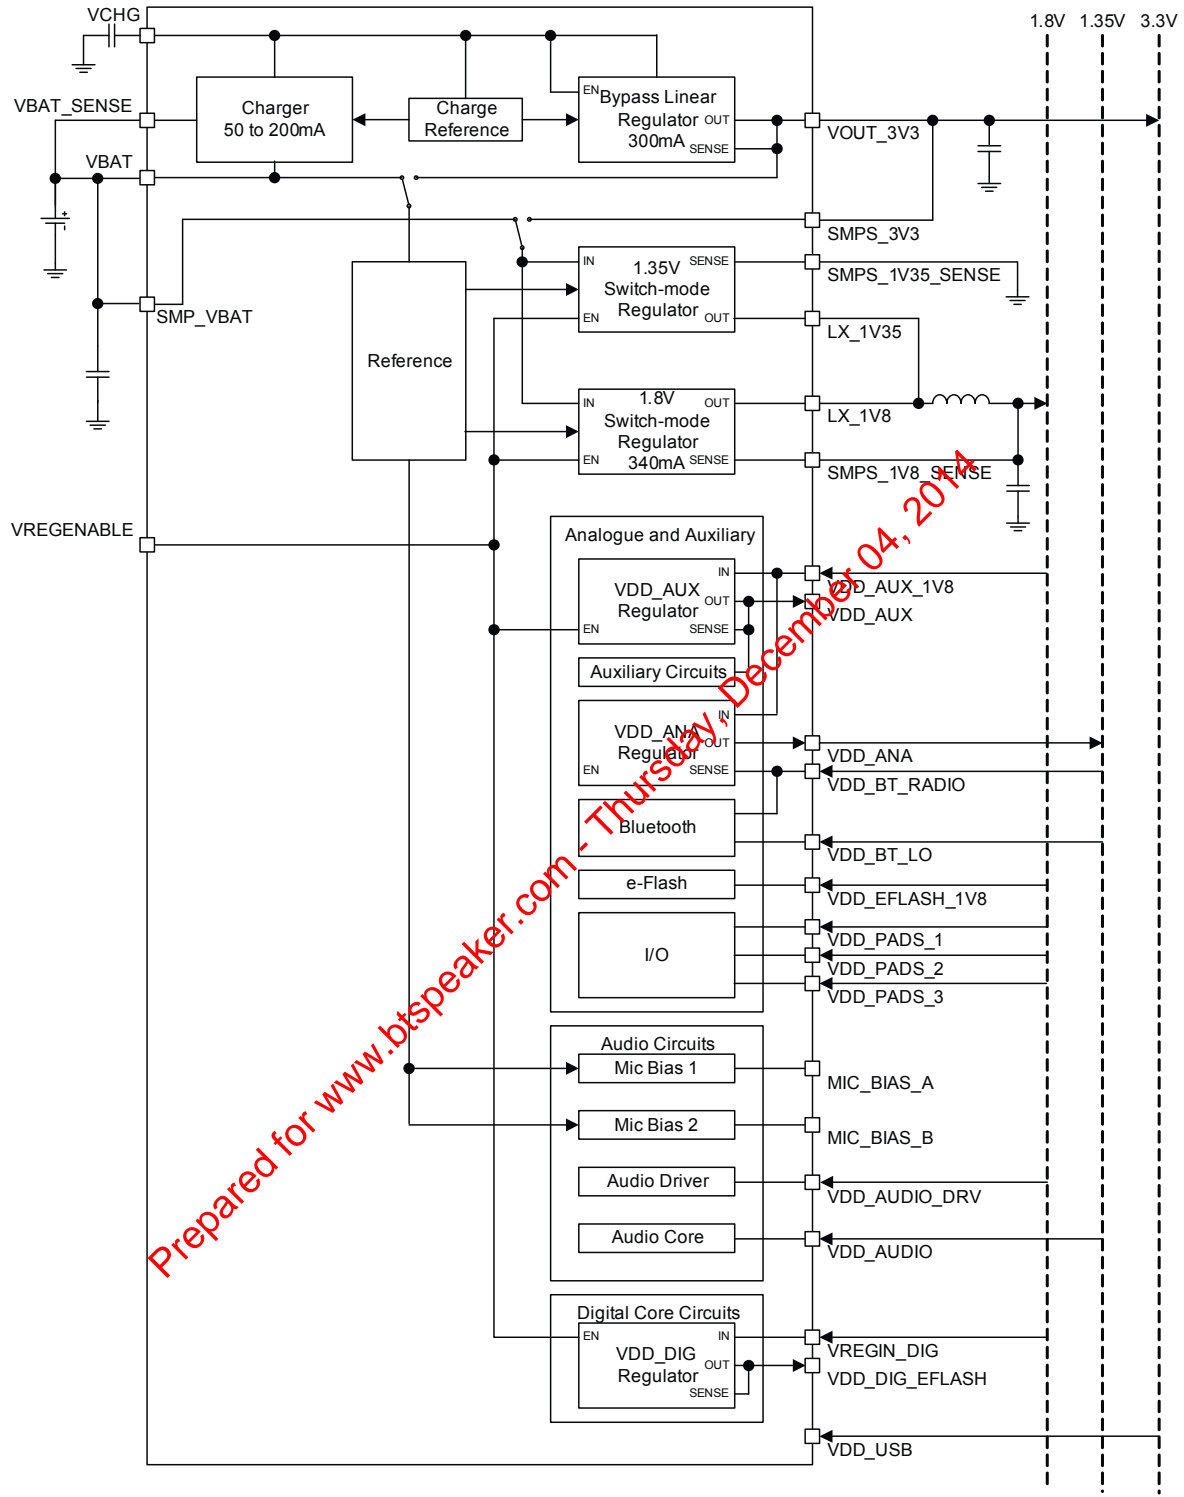 VCHG
1.8V 1.35V 3.3V
VBAT_SENSE
Charger
50 to 200mA
Charge
Reference
EN
Bypass Linear
Regulator
300mA
OUT
SENSE
VOUT_3V3
VBAT
SMPS_3V3
IN
1.35V
Switch-mode
Regulator
SENSE
EN
OUT
SMPS_1V35_SENSE
SMP_VBAT
LX_1V35
Reference
IN
1.8V
Switch-mode
Regulator
340mA
OUT
EN
SENSE
LX_1V8
SMPS_1V8_SENSE
VREGENABLE
Analogue and Auxiliary
VDD_AUX
Regulator
IN
OUT
EN
SENSE
VDD_AUX_1V8
VDD_AUX
Auxiliary Circuits
VDD_ANA
Regulator
IN
OUT
EN
SENSE
VDD_ANA
VDD_BT_RADIO
Bluetooth
VDD_BT_LO
e-Flash
VDD_EFLASH_1V8
I/O
VDD_PADS_1
VDD_PADS_2
VDD_PADS_3
Audio Circuits
Mic Bias 1
MIC_BIAS_A
Mic Bias 2
MIC_BIAS_B
Audio Driver
VDD_AUDIO_DRV
Audio Core
VDD_AUDIO
Digital Core Circuits
EN
IN
VDD_DIG
Regulator
OUT
SENSE
VREGIN_DIG
VDD_DIG_EFLASH
VDD_USB
Prepared for www.btspeaker.com - Thursday, December 04, 2014